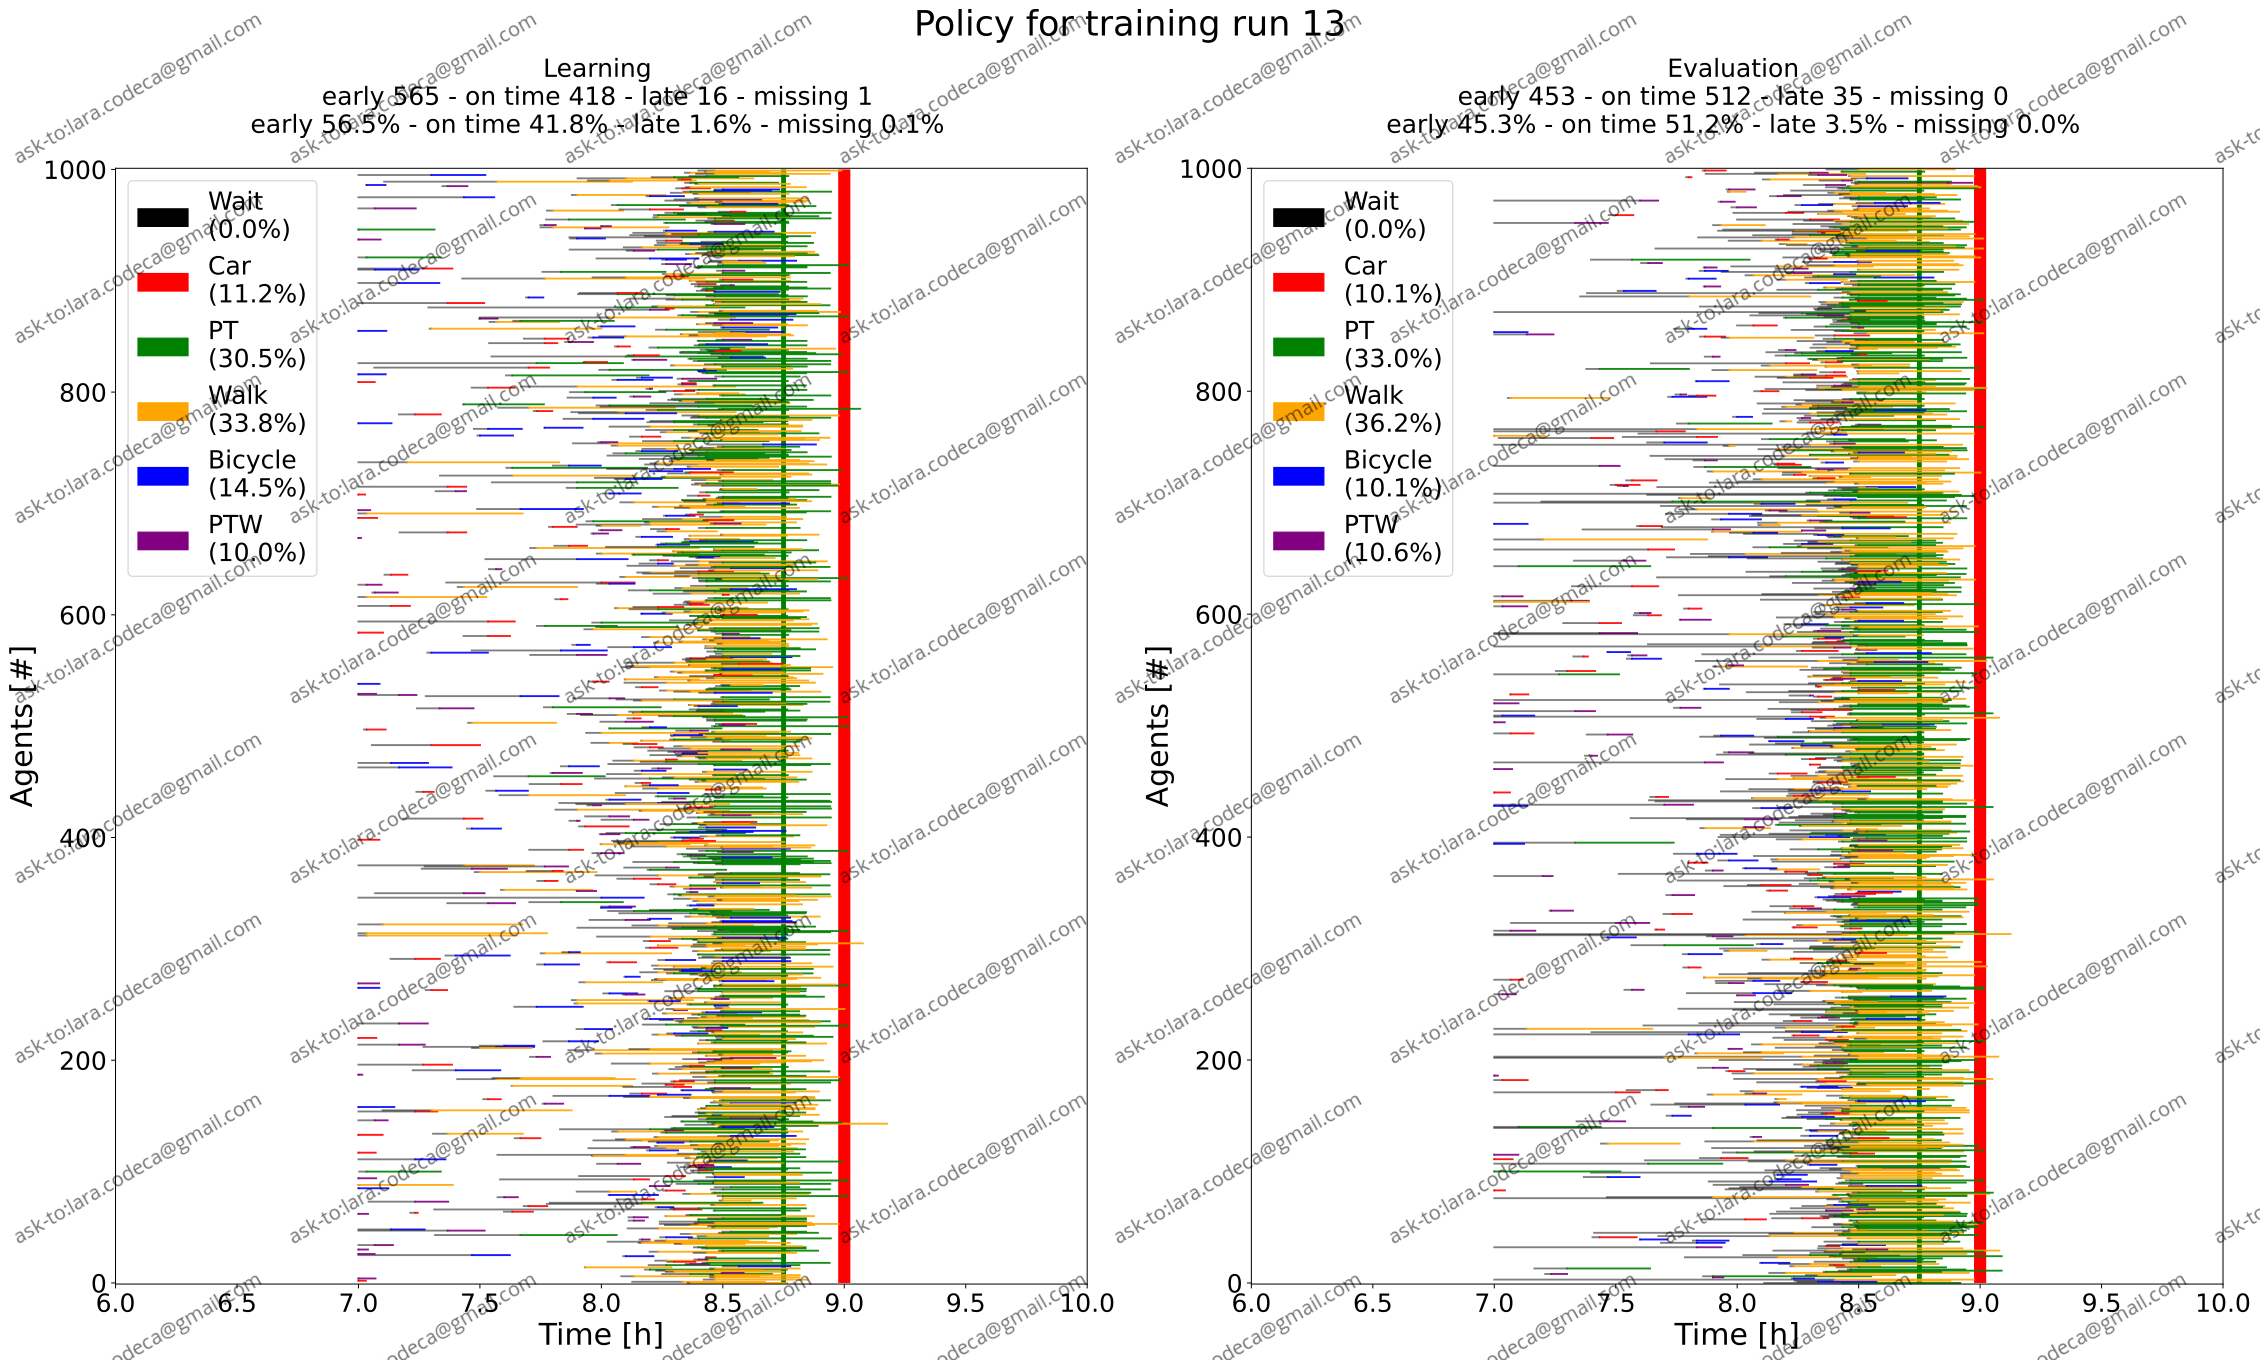 Policy for training run 13
Learning
early 565 - on time 418 - late 16 - missing 1
early 56.5% - on time 41.8% - late 1.6% - missing 0.1%
1000
800
600
400
200
0
Agents [#]
Wait
(0.0%)
Car
(11.2%)
PT
(30.5%)
Walk
(33.8%)
Bicycle
(14.5%)
PTW
(10.0%)
6.0 6.5 7.0 7.5 8.0 8.5 9.0 9.5 10.0
Time [h]
Evaluation
early 453 - on time 512 - late 35 - missing 0
early 45.3% - on time 51.2% - late 3.5% - missing 0.0%
1000
800
600
400
200
0
Agents [#]
Wait
(0.0%)
Car
(10.1%)
PT
(33.0%)
Walk
(36.2%)
Bicycle
(10.1%)
PTW
(10.6%)
6.0 6.5 7.0 7.5 8.0 8.5 9.0 9.5 10.0
Time [h]
ask-to:lara.codeca@gmail.com